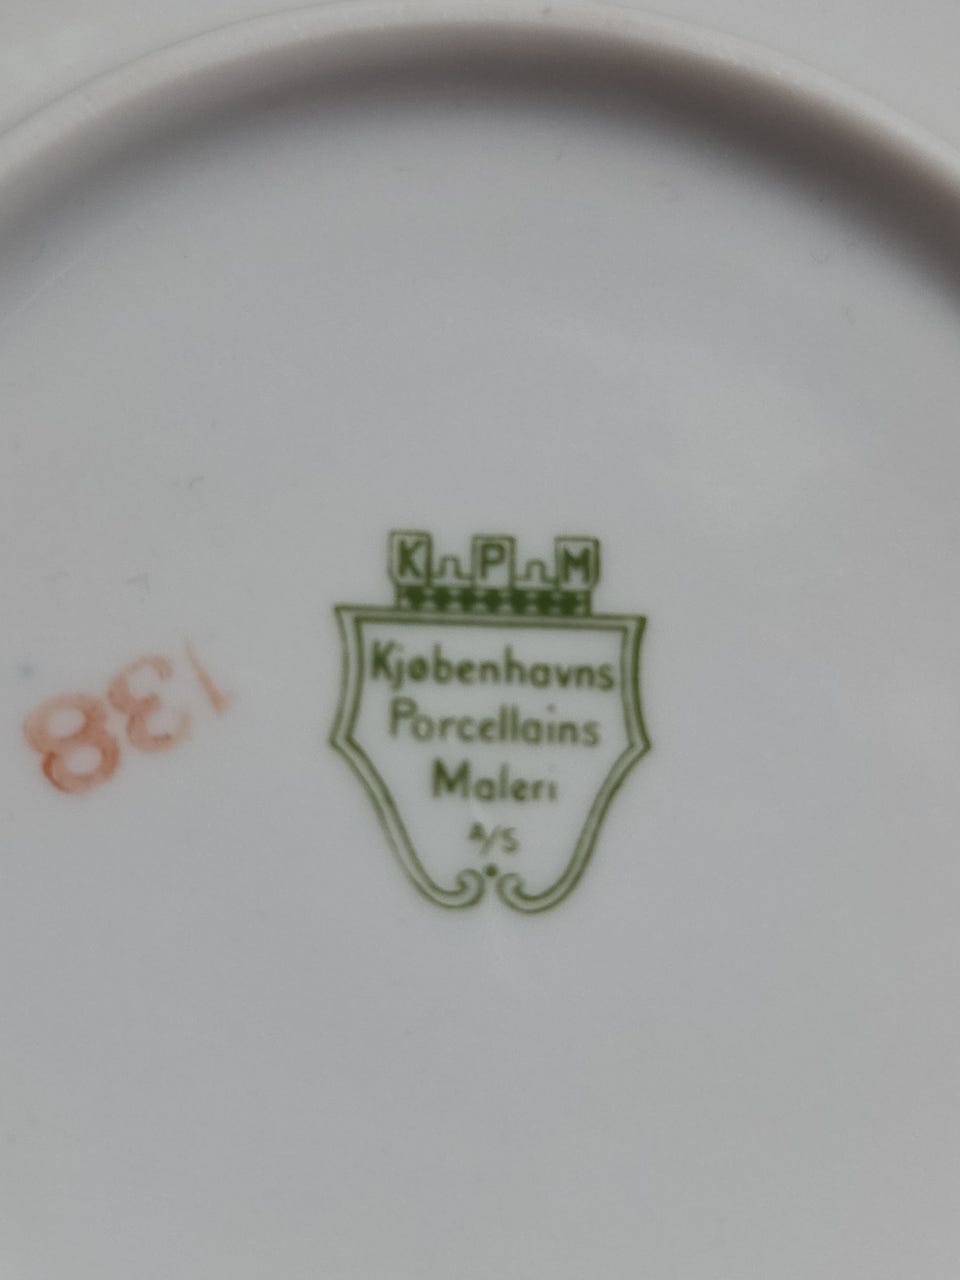 K P M
Kjøbenhavns
Porcellains
Maleri
A/S
138